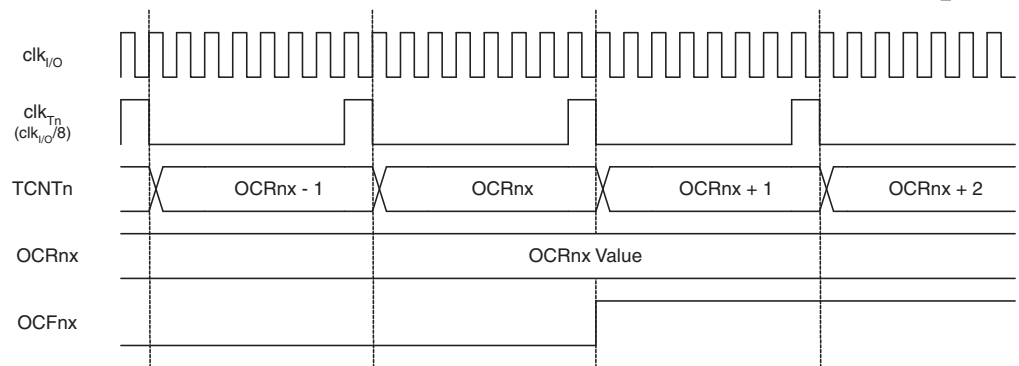 clkI/O
clkTn
(clkI/O/8)
TCNTn OCRnx - 1 OCRnx OCRnx + 1 OCRnx + 2
OCRnx OCRnx Value
OCFnx